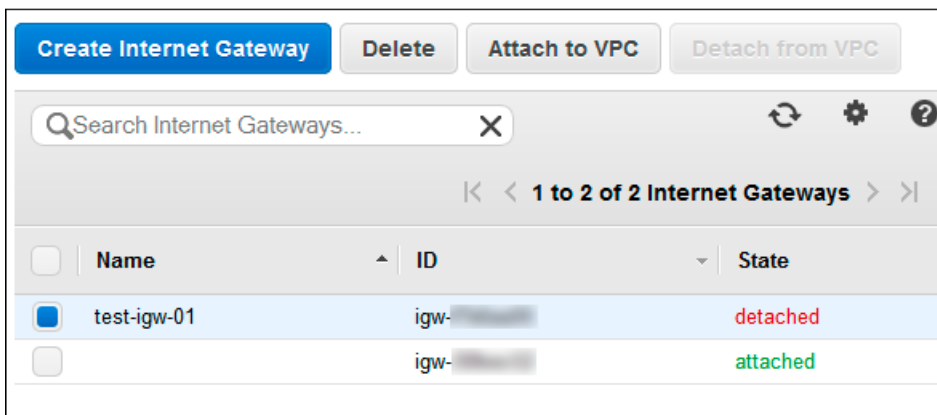 Create Internet Gateway Delete Attach to VPC Detach from VPC
Search Internet Gateways...
1 to 2 of 2 Internet Gateways
Name ID State
test-igw-01 igw- detached
igw- attached